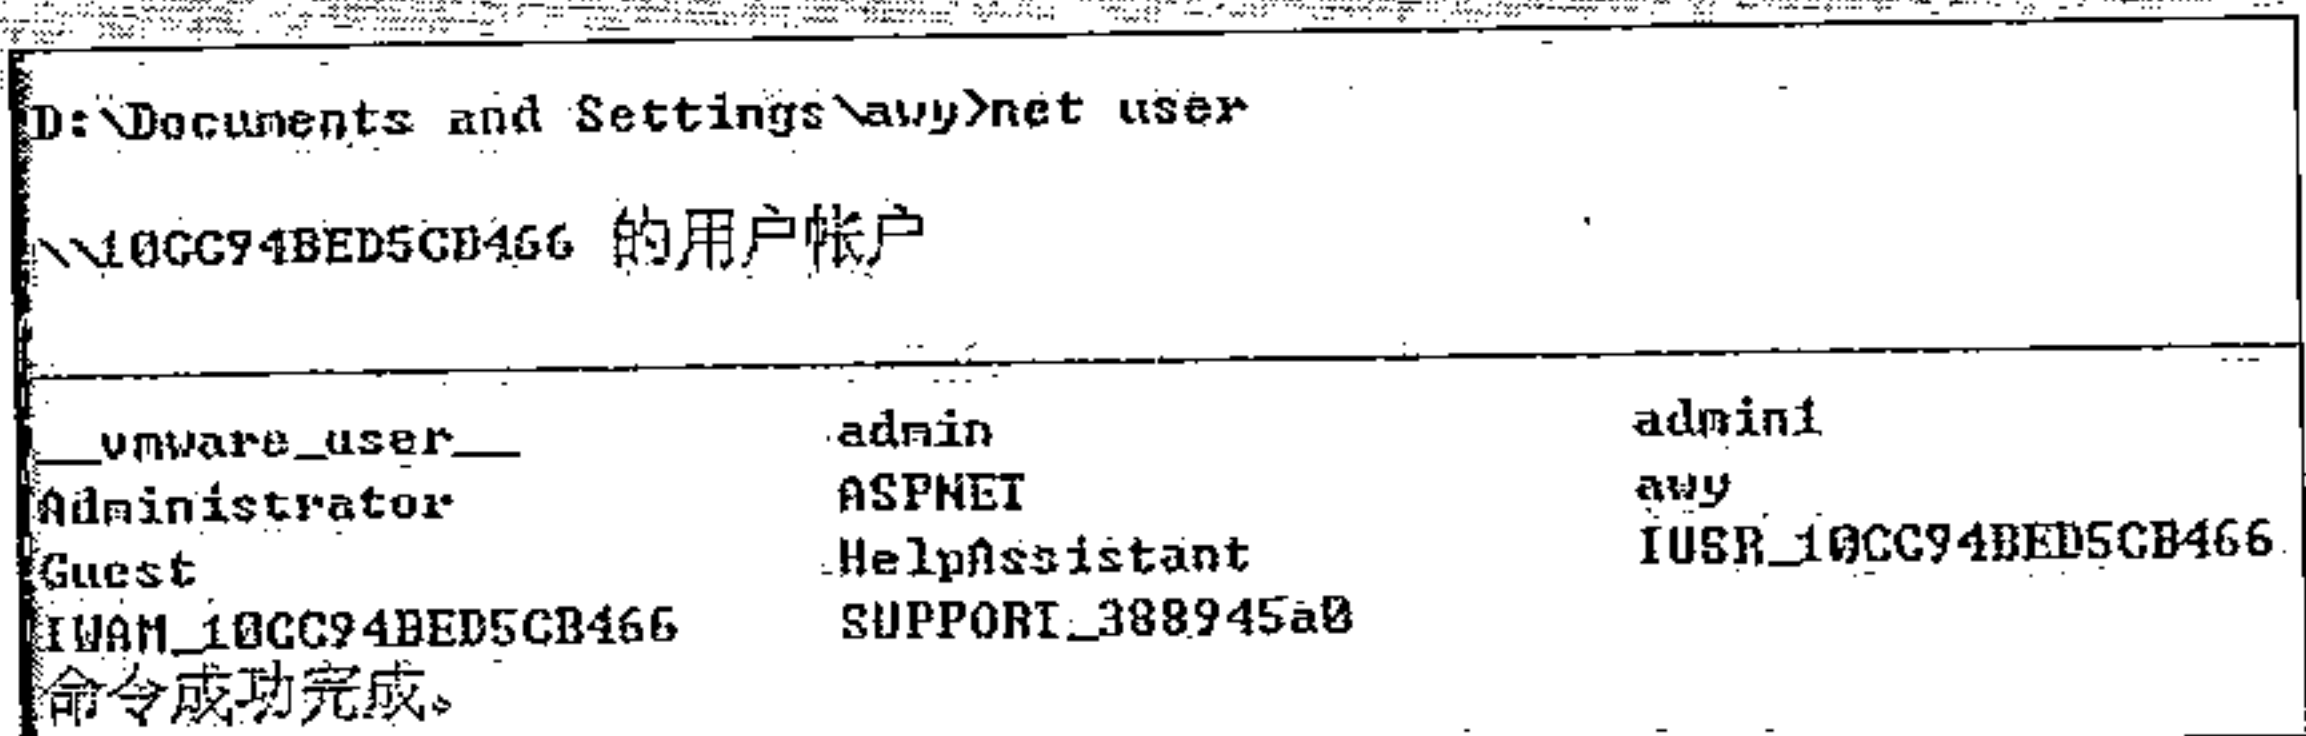 D:\Documents and Settings\awy>net user
\\10CC94BED5CB466 的用户帐户
__vmware_user__ admin admin1
Administrator ASPNET awy
Guest HelpAssistant IUSR_10CC94BED5CB466
IWAM_10CC94BED5CB466 SUPPORT_388945a0
命令成功完成。